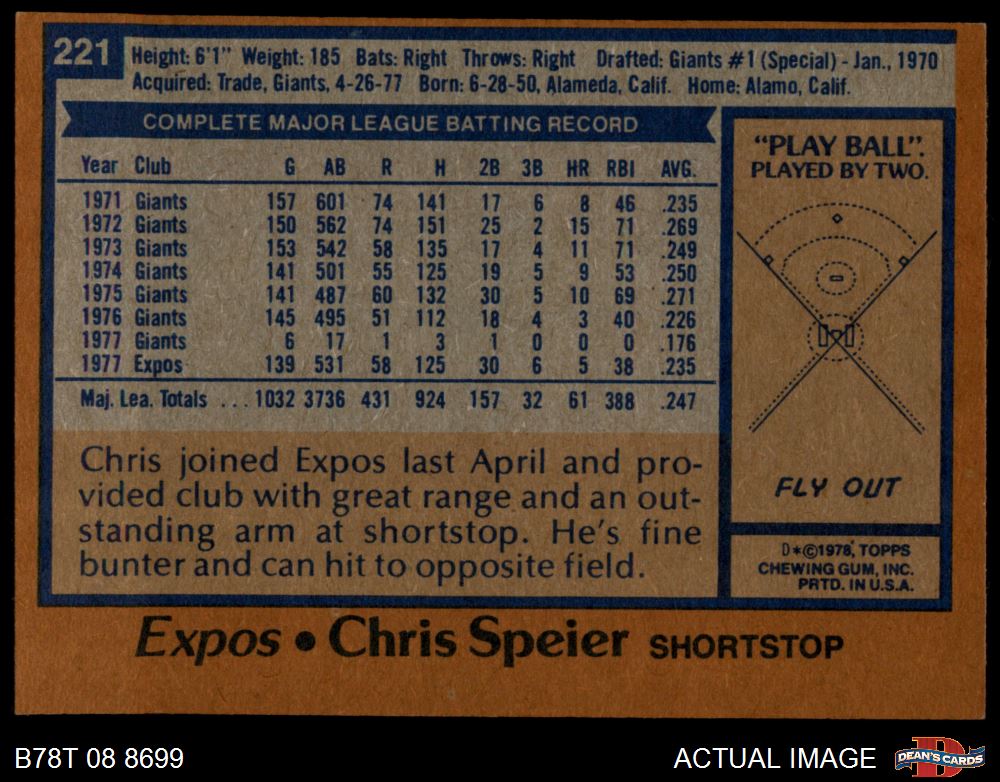 221
Height: 6'1" Weight: 185 Bats: Right Throws: Right Drafted: Giants #1 (Special) - Jan., 1970
Acquired: Trade, Giants, 4-26-77 Born: 6-28-50, Alameda, Calif. Home: Alamo, Calif.
COMPLETE MAJOR LEAGUE BATTING RECORD
Year Club G AB R H 2B 3B HR RBI AVG.
1971 Giants 157 601 74 141 17 6 8 46 .235
1972 Giants 150 562 74 151 25 2 15 71 .269
1973 Giants 153 542 58 135 17 4 11 71 .249
1974 Giants 141 501 55 125 19 5 9 53 .250
1975 Giants 141 487 60 132 30 5 10 69 .271
1976 Giants 145 495 51 112 18 4 3 40 .226
1977 Giants 6 17 1 3 1 0 0 0 .176
1977 Expos 139 531 58 125 30 6 5 38 .235
Maj. Lea. Totals ... 1032 3736 431 924 157 32 61 388 .247
Chris joined Expos last April and pro-
vided club with great range and an out-
standing arm at shortstop. He's fine
bunter and can hit to opposite field.
"PLAY BALL".
PLAYED BY TWO.
FLY OUT
D*©1978, TOPPS
CHEWING GUM, INC.
PRTD. IN U.S.A.
Expos • Chris Speier SHORTSTOP
B78T 08 8699
ACTUAL IMAGE
D
DEAN'S CARDS